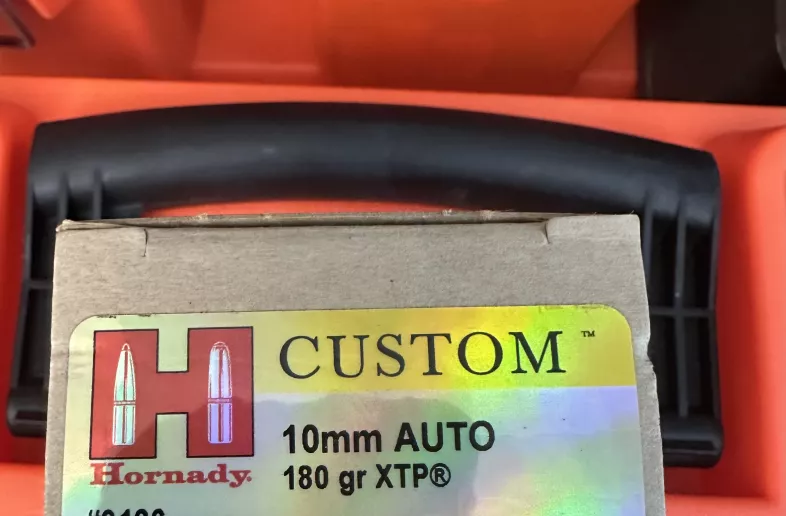 CUSTOM™
10mm AUTO
180 gr XTP®
Hornady.